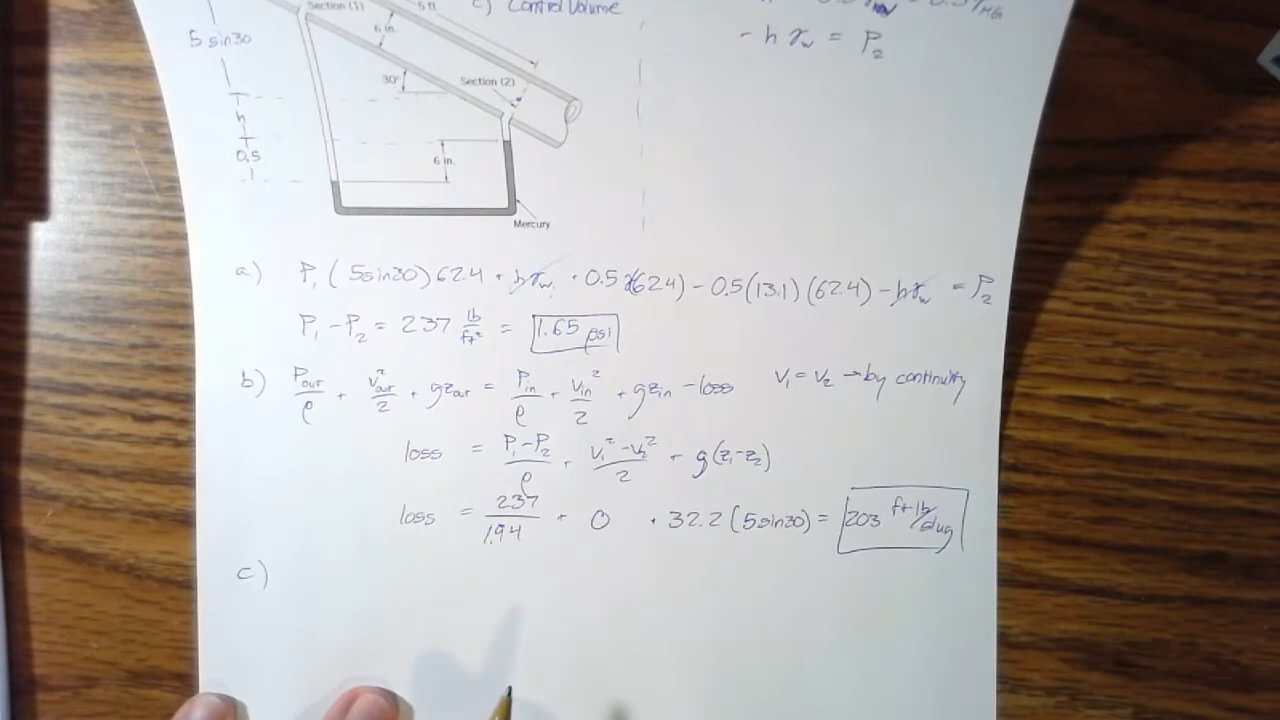 Section (1)
5 ft
c) Control Volume
5 sin30
6 in.
- h γw = P2
30°
Section (2)
h
0.5
6 in.
Mercury
a) P1 ( 5sin30) 62.4 + hγw + 0.5 (62.4) - 0.5(13.1) (62.4) - hγw = P2
P1 - P2 = 237 lb/ft² = 1.65 psi
b) Pout/ρ + Vout²/2 + gzout = Pin/ρ + Vin²/2 + gzin - loss V1 = V2 → by continuity
loss = P1-P2/ρ + V1²-V2²/2 + g(z1-z2)
loss = 237/1.94 + 0 + 32.2 (5sin30) = 203 ft lb/slug
c)